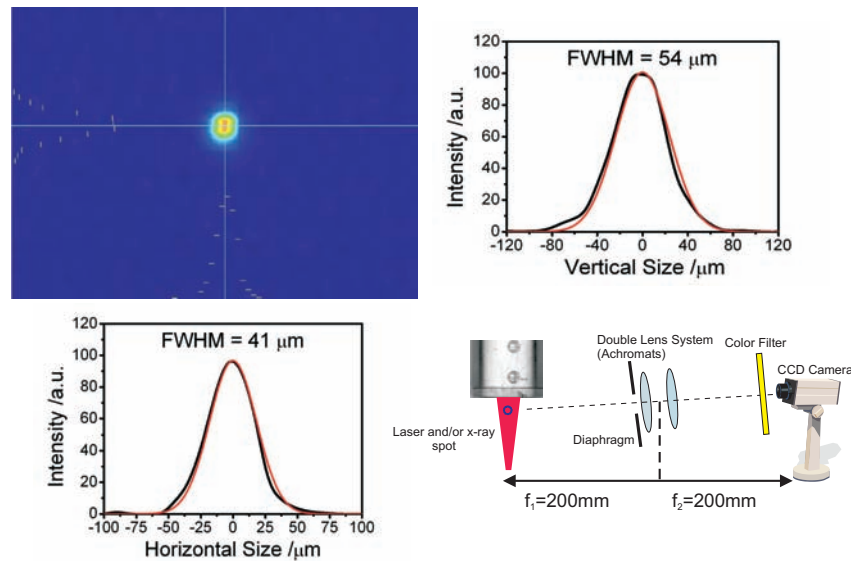 FWHM = 54 μm
120
100
80
60
40
20
0
-120
-80
-40
0
40
80
120
Intensity /a.u.
Vertical Size /μm
FWHM = 41 μm
120
100
80
60
40
20
0
-100
-75
-50
-25
0
25
50
75
100
Intensity /a.u.
Horizontal Size /μm
Double Lens System
(Achromats)
Color Filter
CCD Camera
Laser and/or x-ray
spot
Diaphragm
f₁=200mm
f₂=200mm